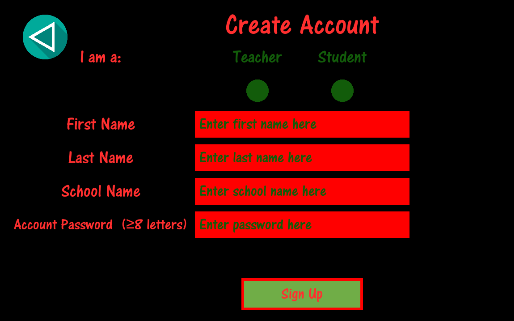 Create Account
I am a:
Teacher Student
First Name Enter first name here
Last Name Enter last name here
School Name Enter school name here
Account Password (≥8 letters) Enter password here
Sign Up